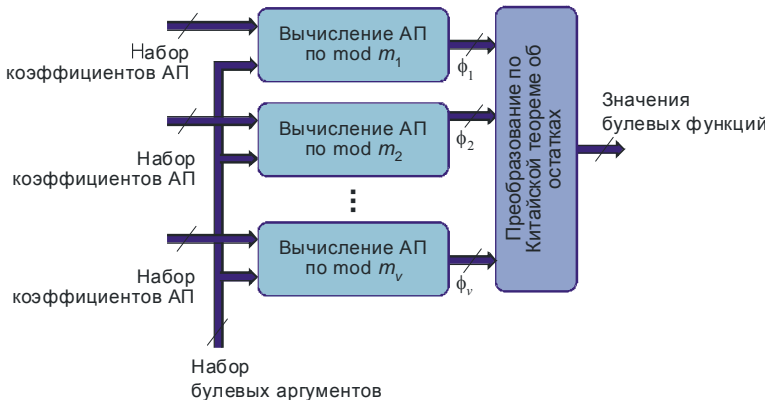 Набор
коэффициентов АП
Вычисление АП
по mod m₁
ϕ₁
Набор
коэффициентов АП
Вычисление АП
по mod m₂
ϕ₂
...
Набор
коэффициентов АП
Вычисление АП
по mod mᵥ
ϕᵥ
Преобразование по
Китайской теореме об
остатках
Значения
булевых функций
Набор
булевых аргументов